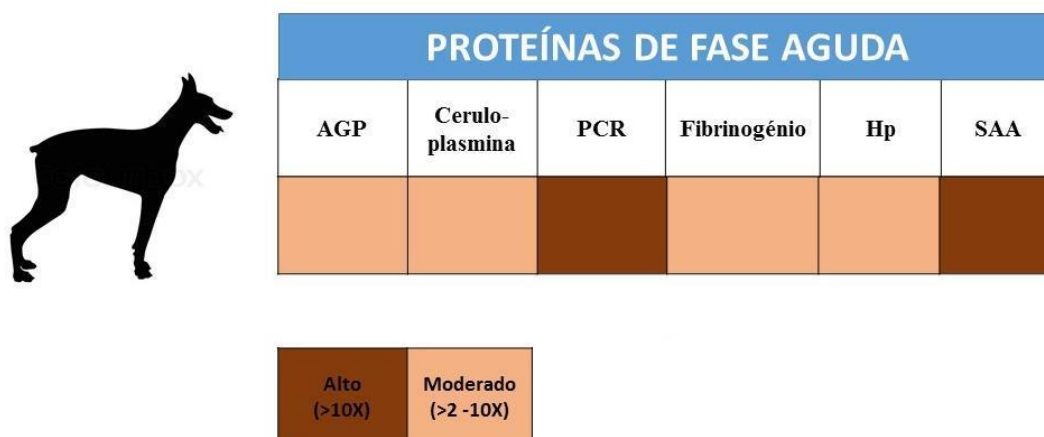 PROTEÍNAS DE FASE AGUDA
AGP
Cerulo-
plasmina
PCR
Fibrinogénio
Hp
SAA
Alto
(>10X)
Moderado
(>2 -10X)